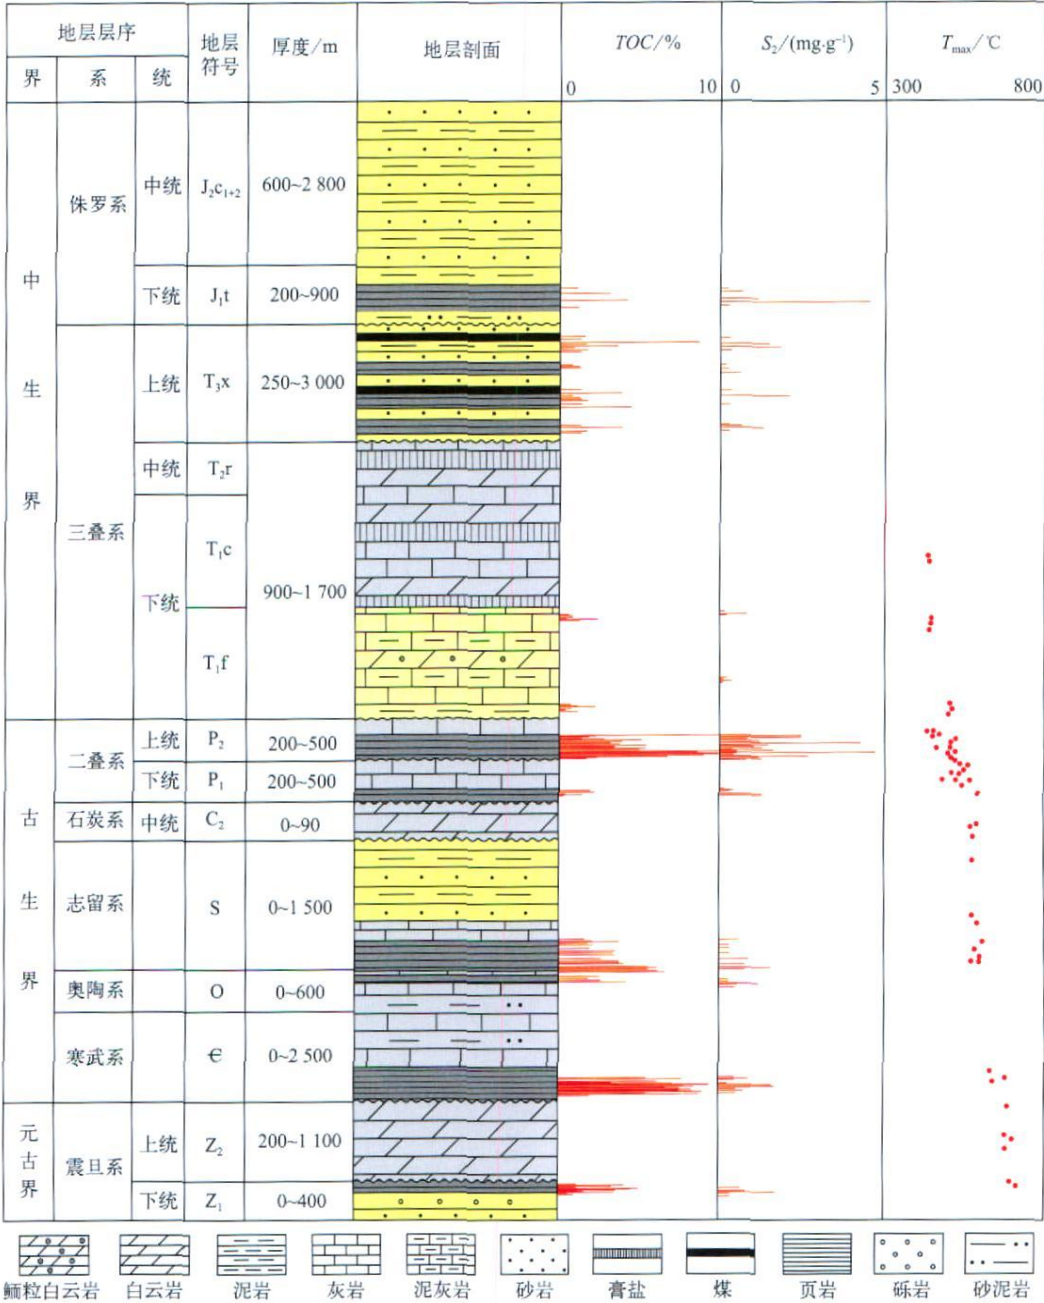 地层层序
地层
符号
厚度/m
地层剖面
TOC/%
S₂/(mg·g⁻¹)
Tmax/℃
界
系
统
0
10
0
5
300
800
中
生
界
侏罗系
中统
J₂c₁₊₂
600~2 800
下统
J₁t
200~900
三叠系
上统
T₃x
250~3 000
中统
T₂r
下统
T₁c
900~1 700
T₁f
古
生
界
二叠系
上统
P₂
200~500
下统
P₁
200~500
石炭系
中统
C₂
0~90
志留系
S
0~1 500
奥陶系
O
0~600
寒武系
Є
0~2 500
元
古
界
震旦系
上统
Z₂
200~1 100
下统
Z₁
0~400
鲕粒白云岩
白云岩
泥岩
灰岩
泥灰岩
砂岩
膏盐
煤
页岩
砾岩
砂泥岩